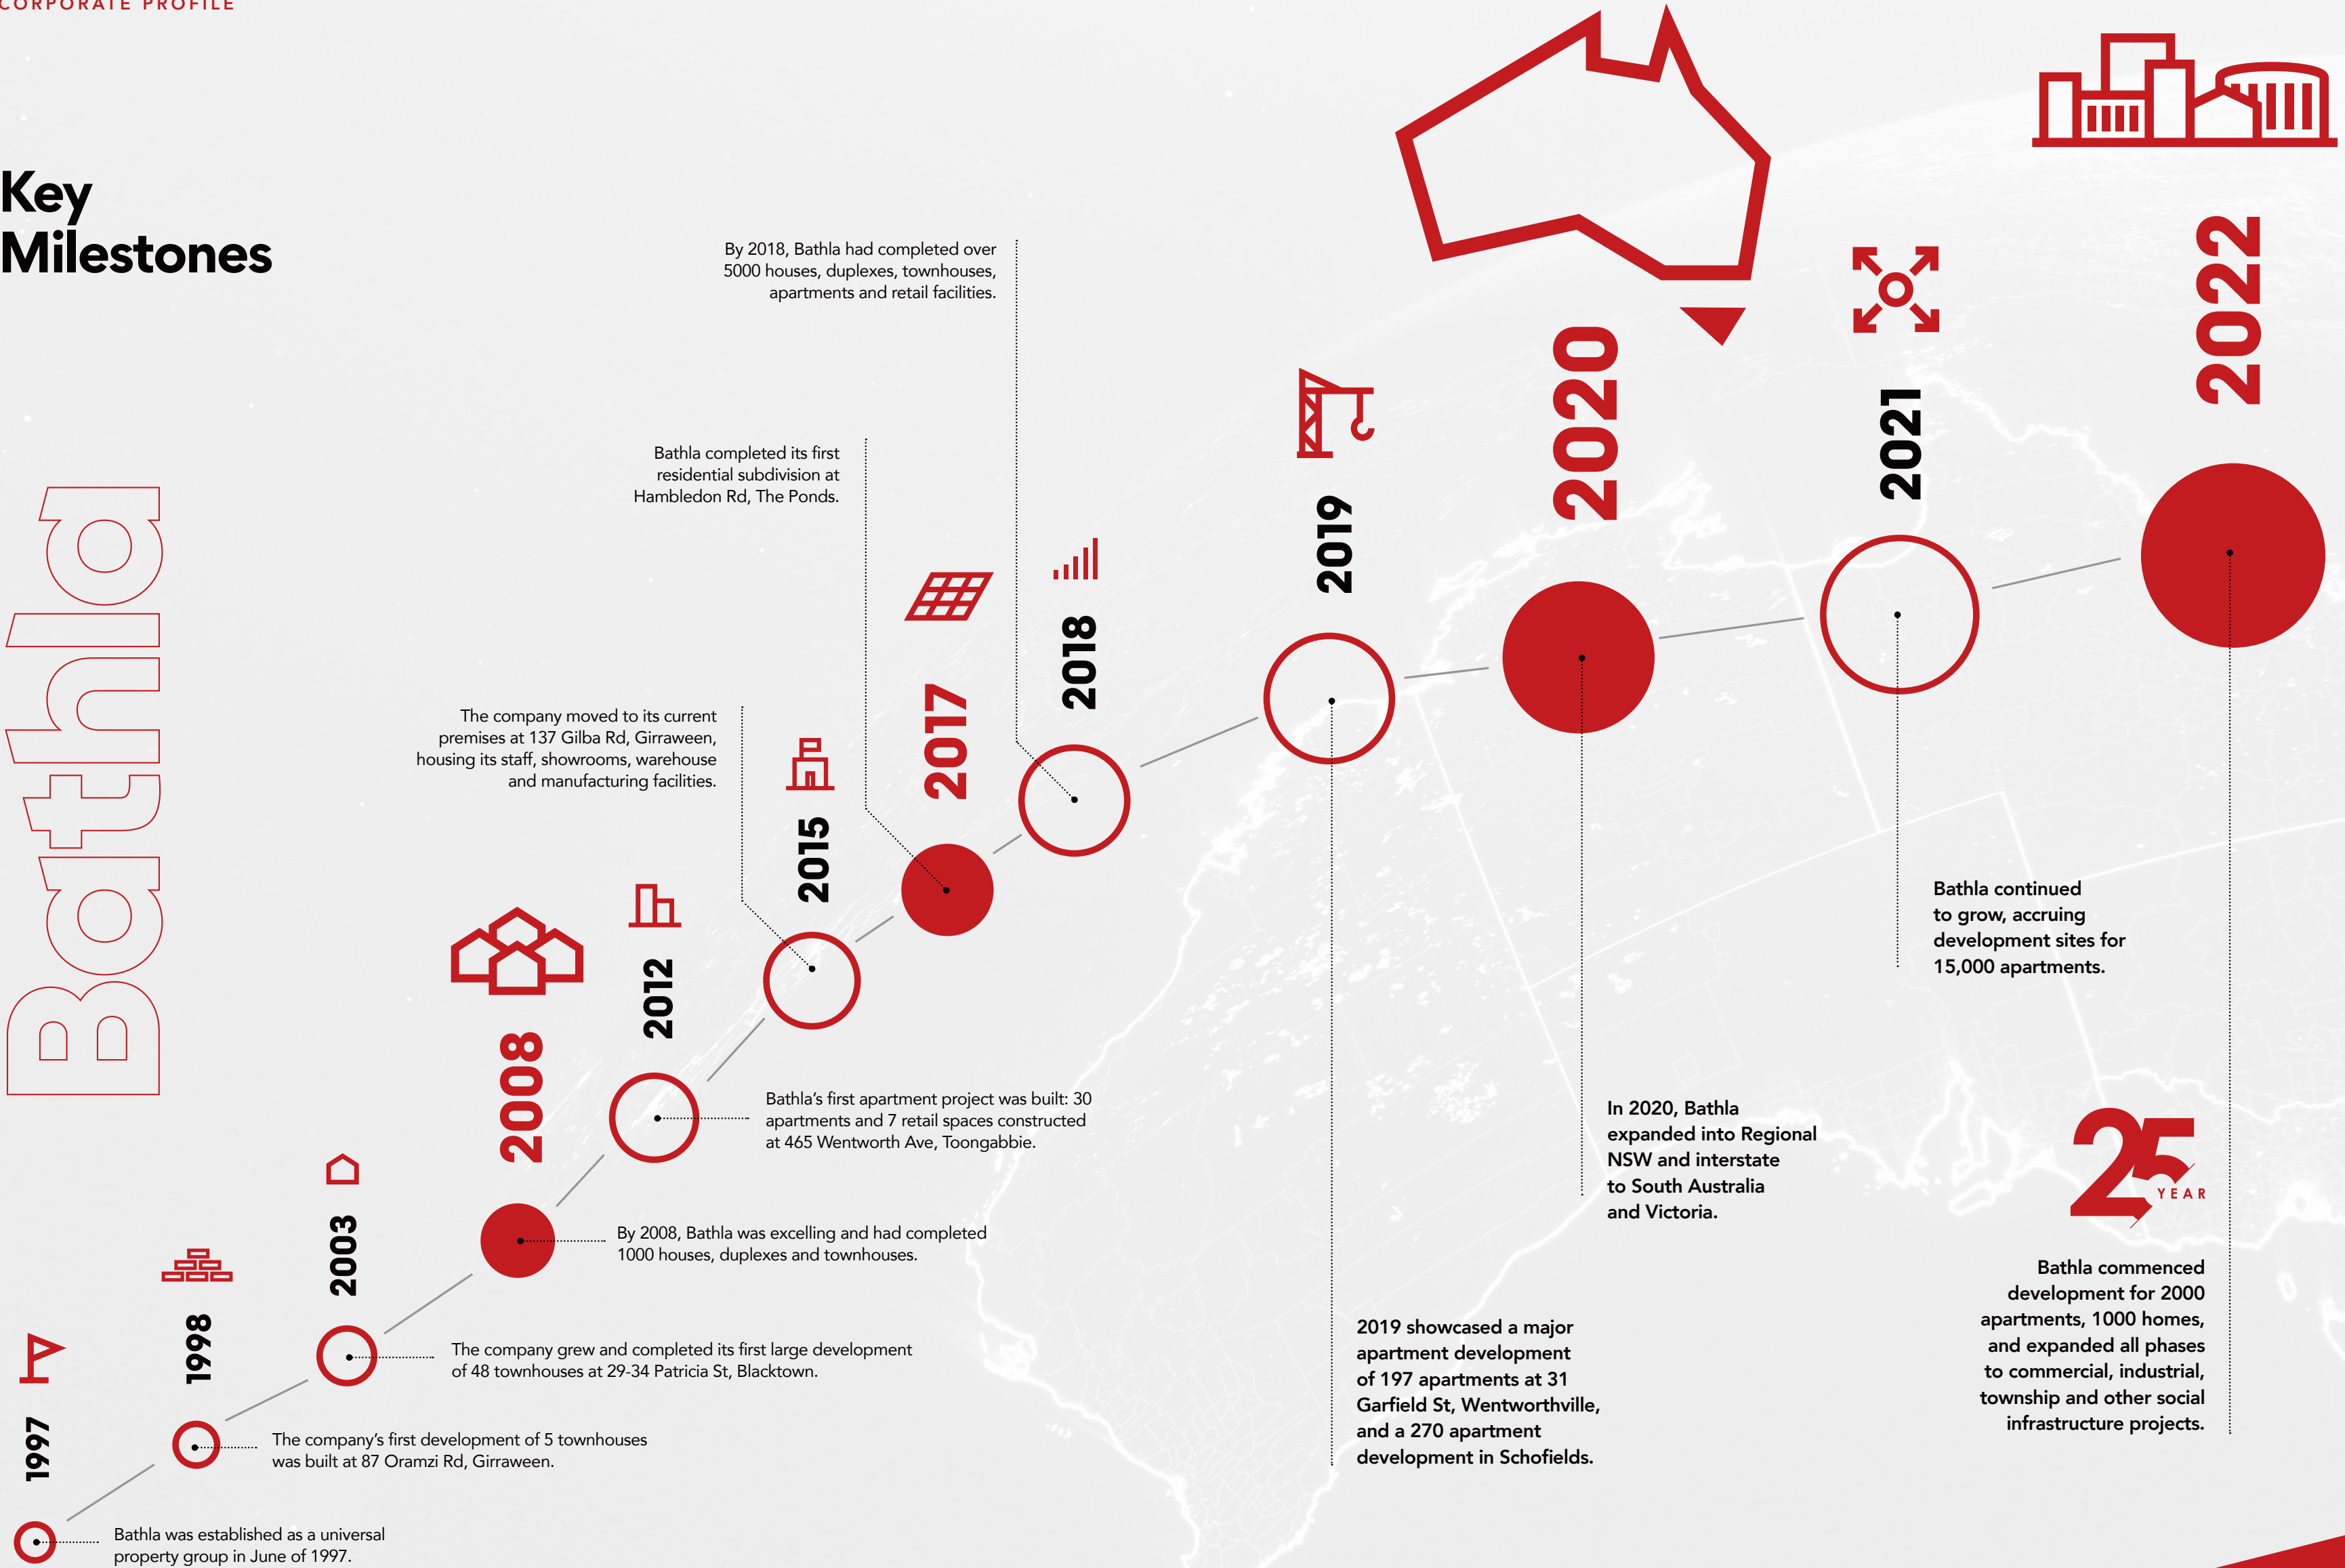 CORPORATE PROFILE
Key
Milestones
Bathla
1997
Bathla was established as a universal
property group in June of 1997.
1998
The company's first development of 5 townhouses
was built at 87 Oramzi Rd, Girraween.
2003
The company grew and completed its first large development
of 48 townhouses at 29-34 Patricia St, Blacktown.
2008
By 2008, Bathla was excelling and had completed
1000 houses, duplexes and townhouses.
2012
Bathla's first apartment project was built: 30
apartments and 7 retail spaces constructed
at 465 Wentworth Ave, Toongabbie.
2015
The company moved to its current
premises at 137 Gilba Rd, Girraween,
housing its staff, showrooms, warehouse
and manufacturing facilities.
2017
Bathla completed its first
residential subdivision at
Hambledon Rd, The Ponds.
2018
By 2018, Bathla had completed over
5000 houses, duplexes, townhouses,
apartments and retail facilities.
2019
2019 showcased a major
apartment development
of 197 apartments at 31
Garfield St, Wentworthville,
and a 270 apartment
development in Schofields.
2020
In 2020, Bathla
expanded into Regional
NSW and interstate
to South Australia
and Victoria.
2021
Bathla continued
to grow, accruing
development sites for
15,000 apartments.
2022
25
YEAR
Bathla commenced
development for 2000
apartments, 1000 homes,
and expanded all phases
to commercial, industrial,
township and other social
infrastructure projects.